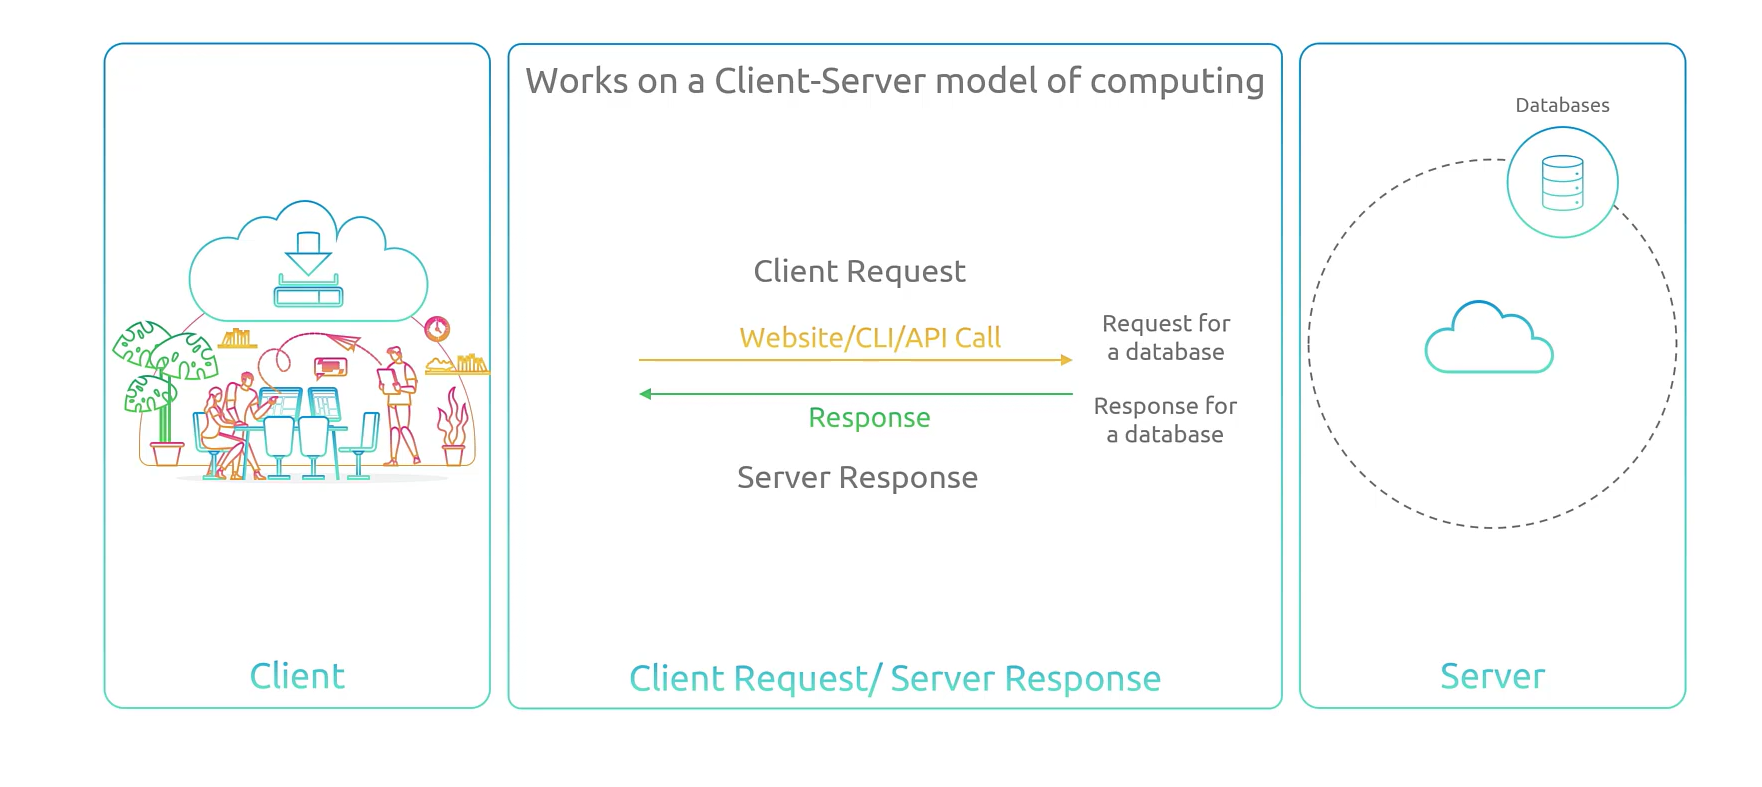 Works on a Client-Server model of computing
Databases
Client Request
Website/CLI/API Call
Request for
a database
Response
Response for
a database
Server Response
Client
Client Request/ Server Response
Server